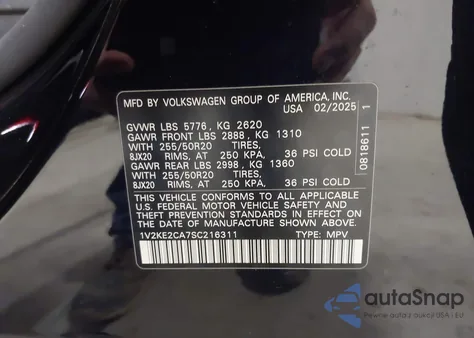 MFD BY VOLKSWAGEN GROUP OF AMERICA, INC.
USA 02/2025
GVWR LBS 5776, KG 2620
GAWR FRONT LBS 2888, KG 1310
WITH 255/50R20
8JX20 RIMS, AT 250 KPA, 36 PSI COLD
GAWR REAR LBS 2998, KG 1360
WITH 255/50R20
8JX20 RIMS, AT 250 KPA, 36 PSI COLD
THIS VEHICLE CONFORMS TO ALL APPLICABLE
U.S. FEDERAL MOTOR VEHICLE SAFETY AND
THEFT PREVENTION STANDARDS IN EFFECT ON
THE DATE OF MANUFACTURE SHOWN ABOVE.
1V2KE2CA7SC216311 TYPE: MPV
0818611 1
autoSnap